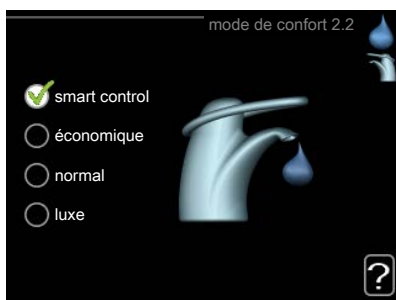 mode de confort 2.2
smart control
économique
normal
luxe
?